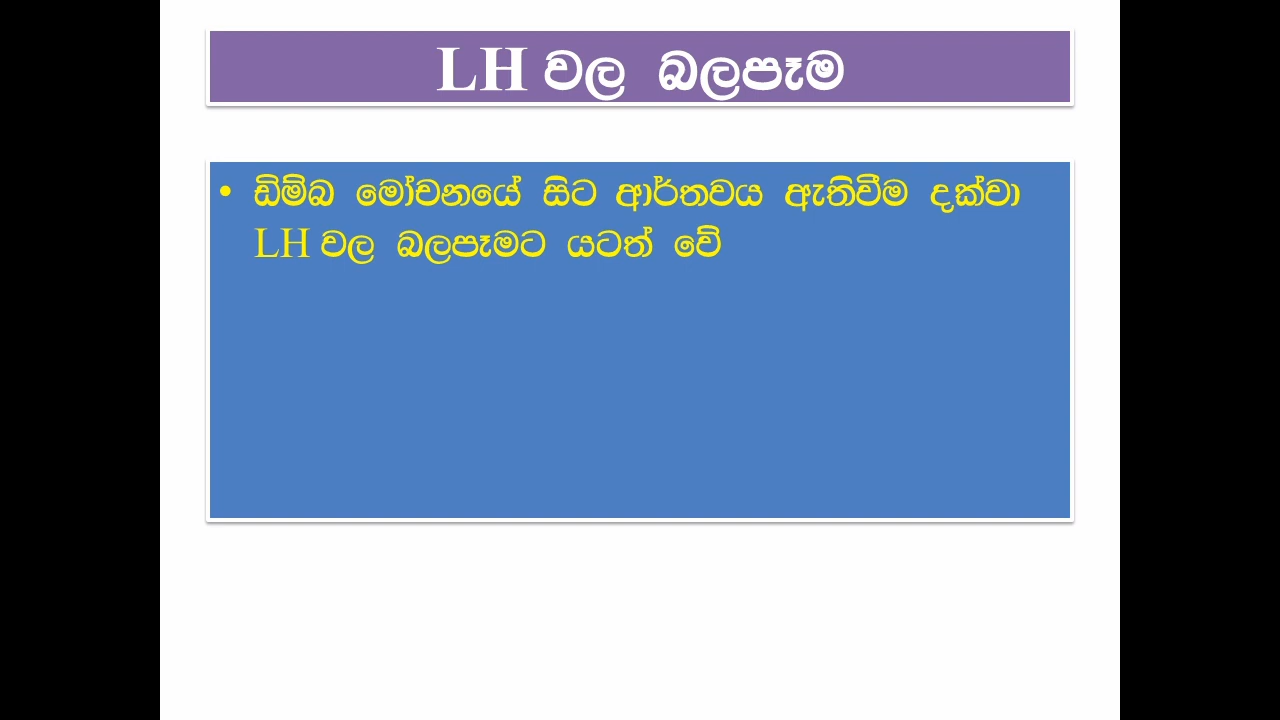 LH වල බලපෑම
• ඩිම්බ මෝචනයේ සිට ආර්තවය ඇතිවීම දක්වා
LH වල බලපෑමට යටත් වේ